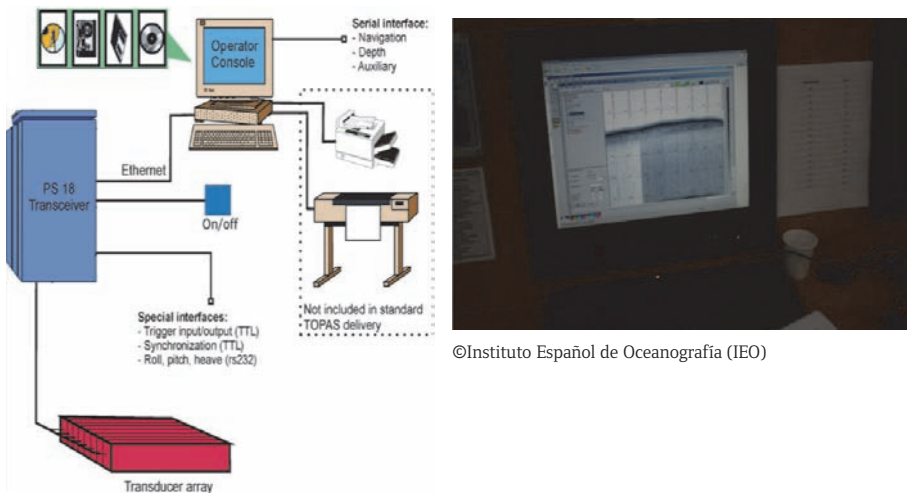 Serial interface:
- Navigation
- Depth
- Auxiliary
Operator
Console
Ethernet
PS 18
Transceiver
On/off
Not included in standard
TOPAS delivery
Special interfaces:
- Trigger input/output (TTL)
- Synchronization (TTL)
- Roll, pitch, heave (rs232)
Transducer array
©Instituto Español de Oceanografía (IEO)